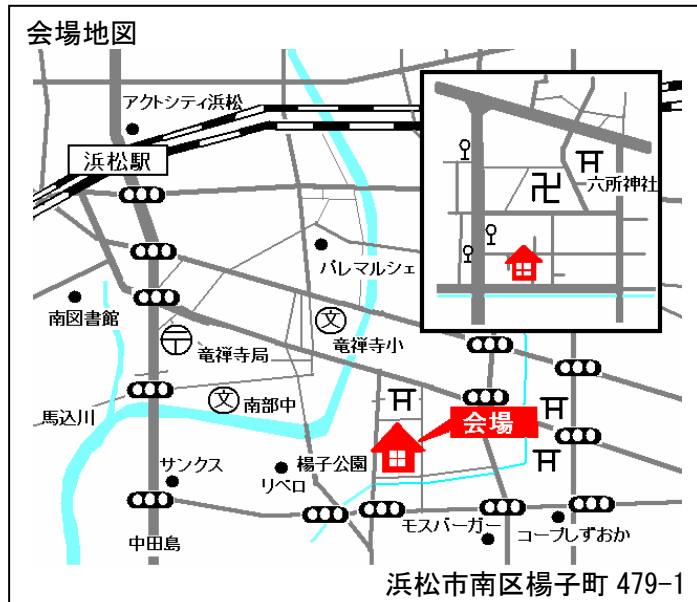 会場地図
アクトシティ浜松
浜松駅
六所神社
パレマルシェ
南図書館
竜禅寺局
文
竜禅寺小
文
南部中
馬込川
会場
サンクス
リベロ
楊子公園
モスバーガー
コープしずおか
中田島
浜松市南区楊子町 479-1